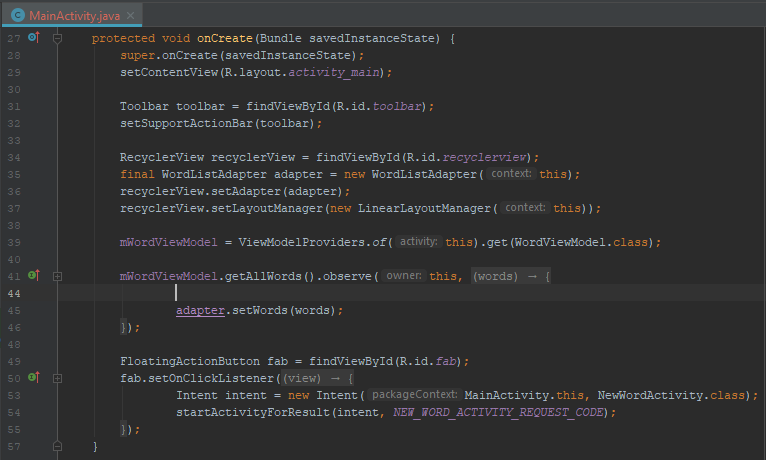 MainActivity.java
27 protected void onCreate(Bundle savedInstanceState) {
28 super.onCreate(savedInstanceState);
29 setContentView(R.layout.activity_main);
30
31 Toolbar toolbar = findViewById(R.id.toolbar);
32 setSupportActionBar(toolbar);
33
34 RecyclerView recyclerView = findViewById(R.id.recyclerview);
35 final WordListAdapter adapter = new WordListAdapter( context: this);
36 recyclerView.setAdapter(adapter);
37 recyclerView.setLayoutManager(new LinearLayoutManager( context: this));
38
39 mWordViewModel = ViewModelProviders.of( activity: this).get(WordViewModel.class);
40
41 mWordViewModel.getAllWords().observe( owner: this, (words) → {
44
45 adapter.setWords(words);
46 });
48
49 FloatingActionButton fab = findViewById(R.id.fab);
50 fab.setOnClickListener((view) → {
53 Intent intent = new Intent( packageContext: MainActivity.this, NewWordActivity.class);
54 startActivityForResult(intent, NEW_WORD_ACTIVITY_REQUEST_CODE);
55 });
57 }